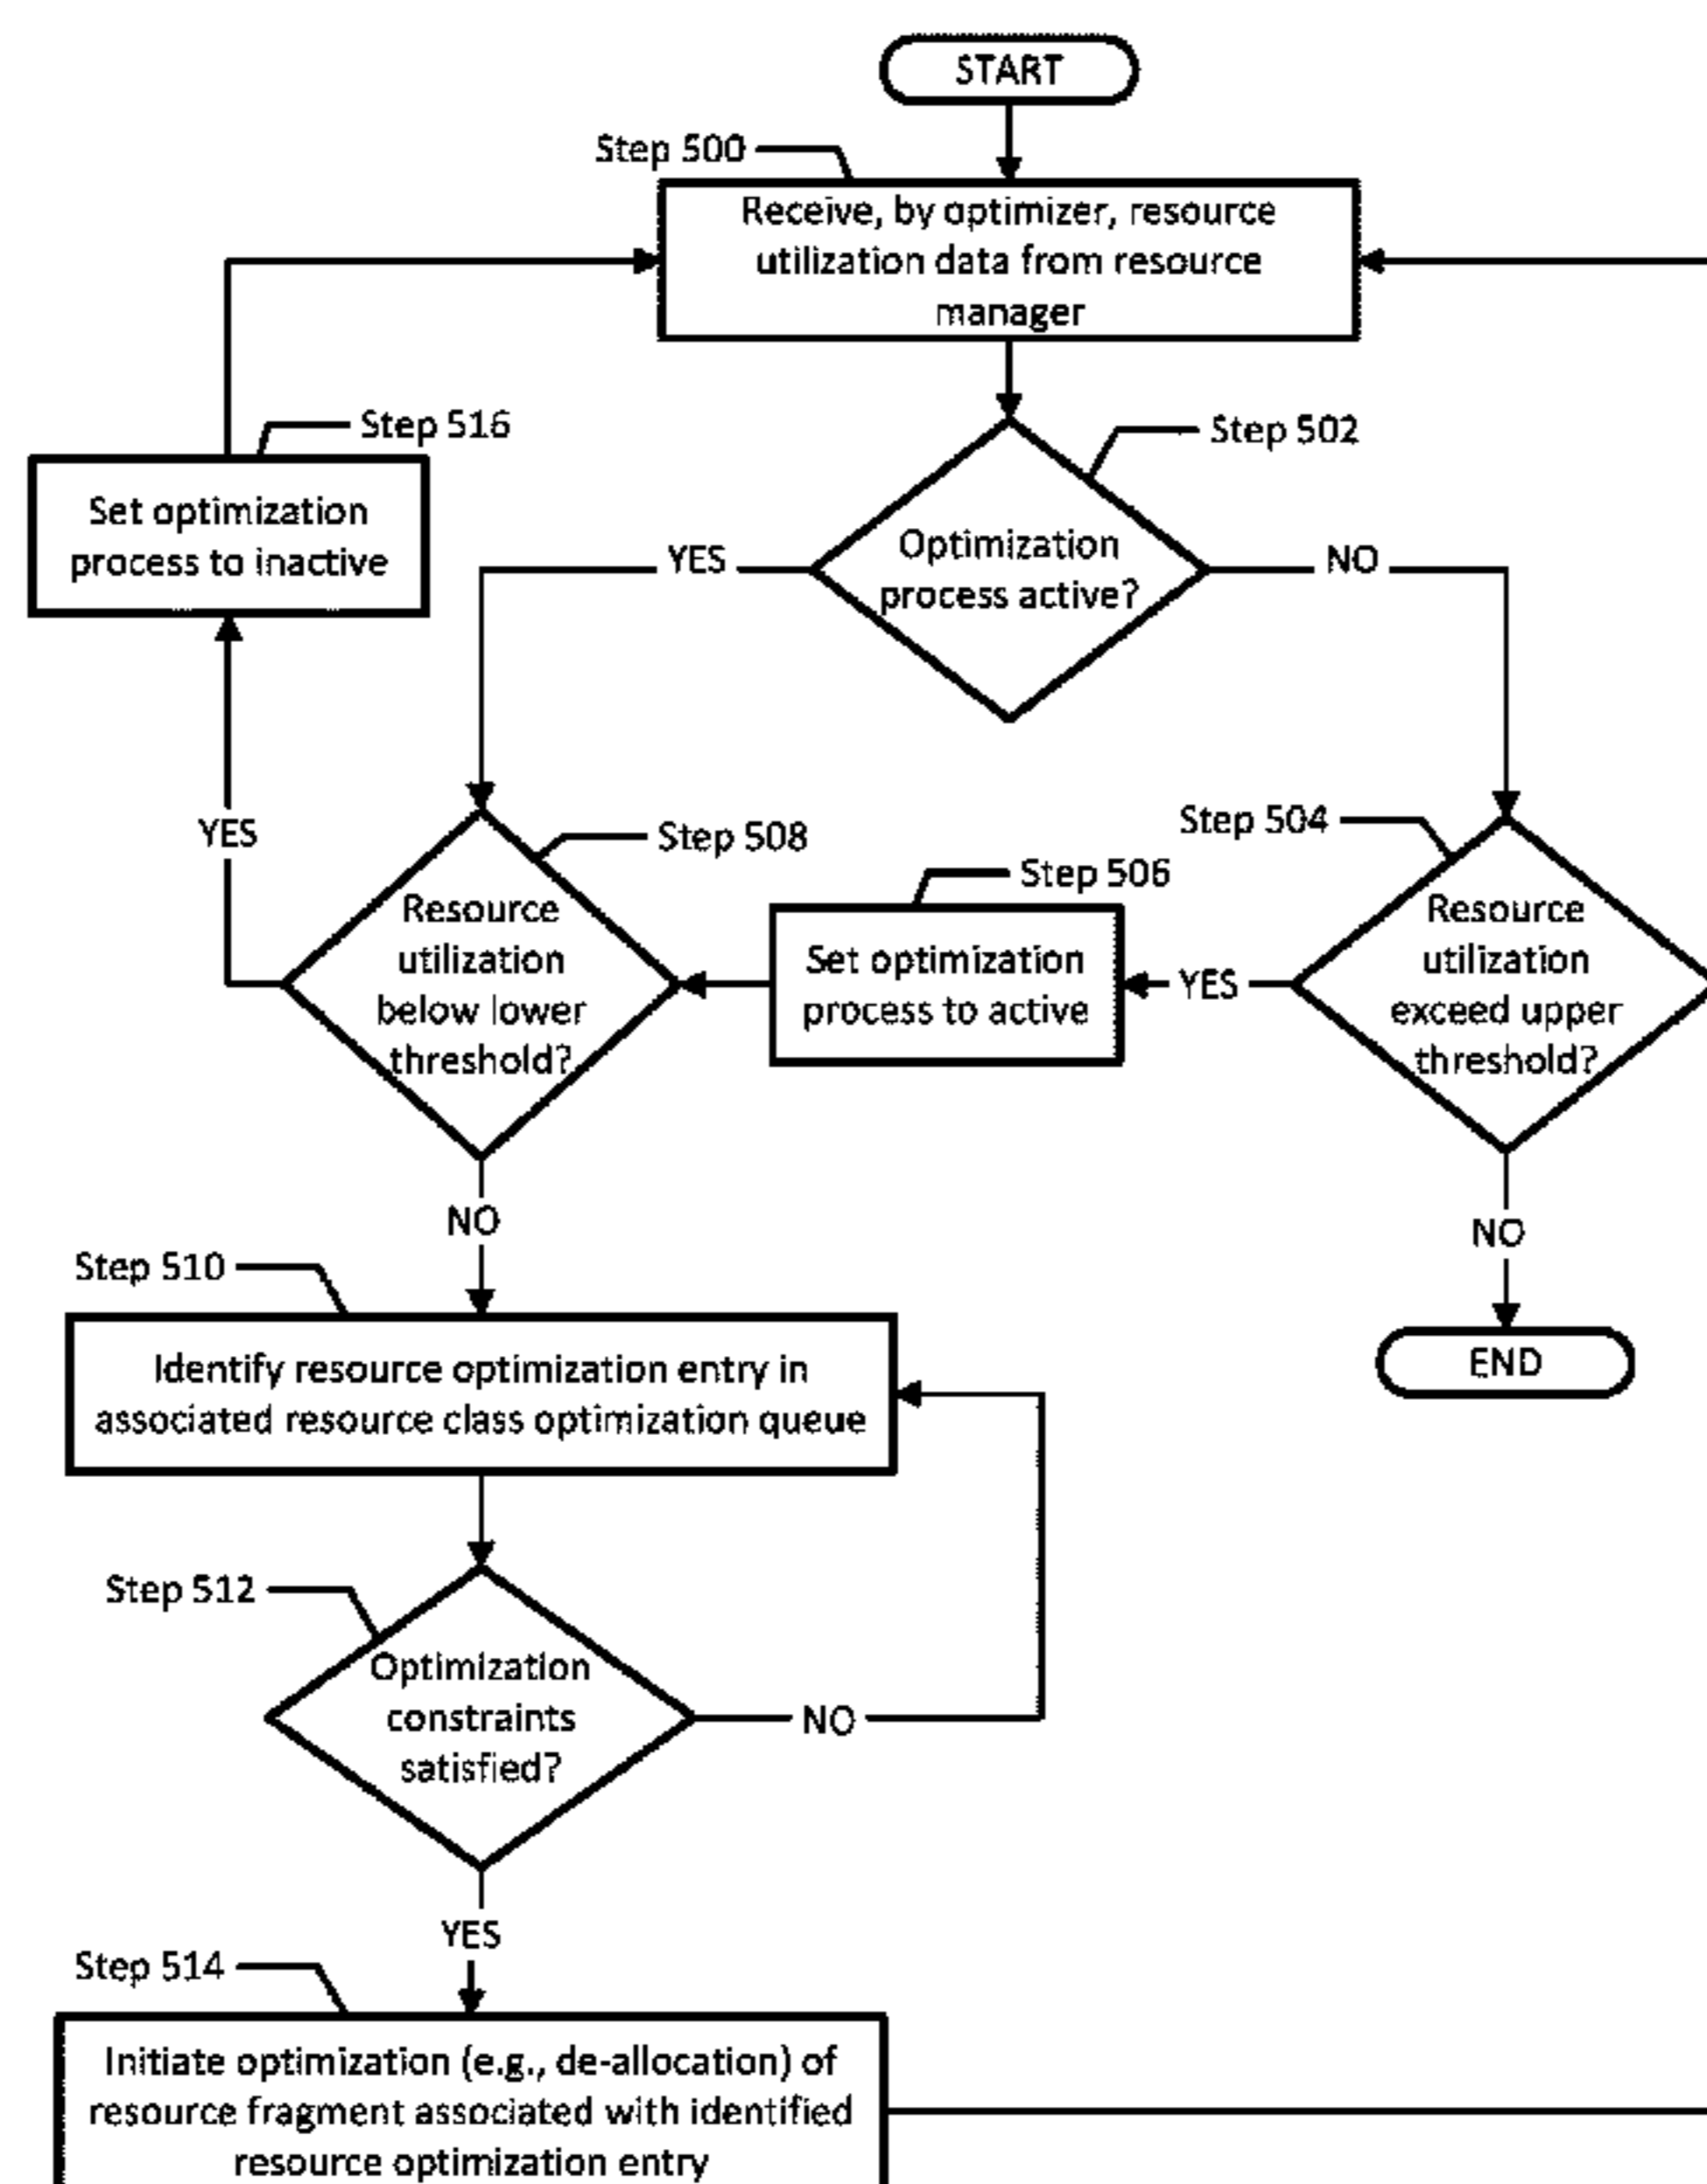 START
Step 500
Receive, by optimizer, resource
utilization data from resource
manager
Step 516
Set optimization
process to inactive
Step 502
Optimization
process active?
YES
NO
YES
Step 508
Resource
utilization
below lower
threshold?
Step 506
Set optimization
process to active
YES
Step 504
Resource
utilization
exceed upper
threshold?
NO
NO
END
Step 510
Identify resource optimization entry in
associated resource class optimization queue
Step 512
Optimization
constraints
satisfied?
NO
YES
Step 514
Initiate optimization (e.g., de-allocation) of
resource fragment associated with identified
resource optimization entry